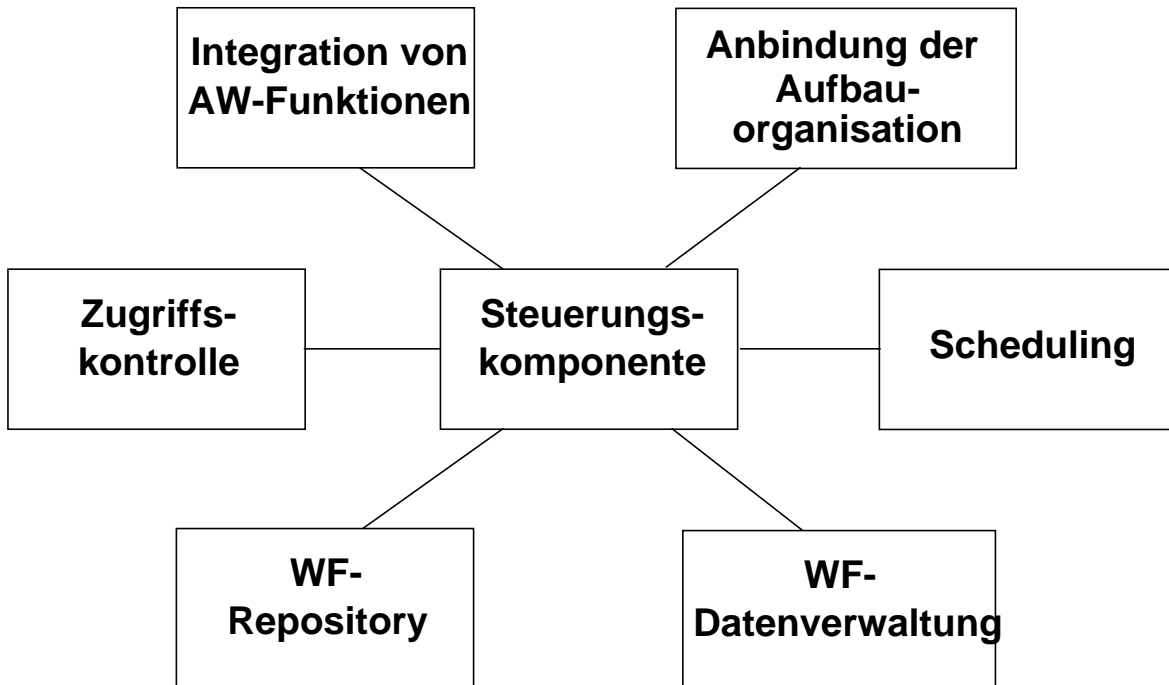 Integration von
AW-Funktionen
Anbindung der
Aufbau-
organisation
Zugriffs-
kontrolle
Steuerungs-
komponente
Scheduling
WF-
Repository
WF-
Datenverwaltung